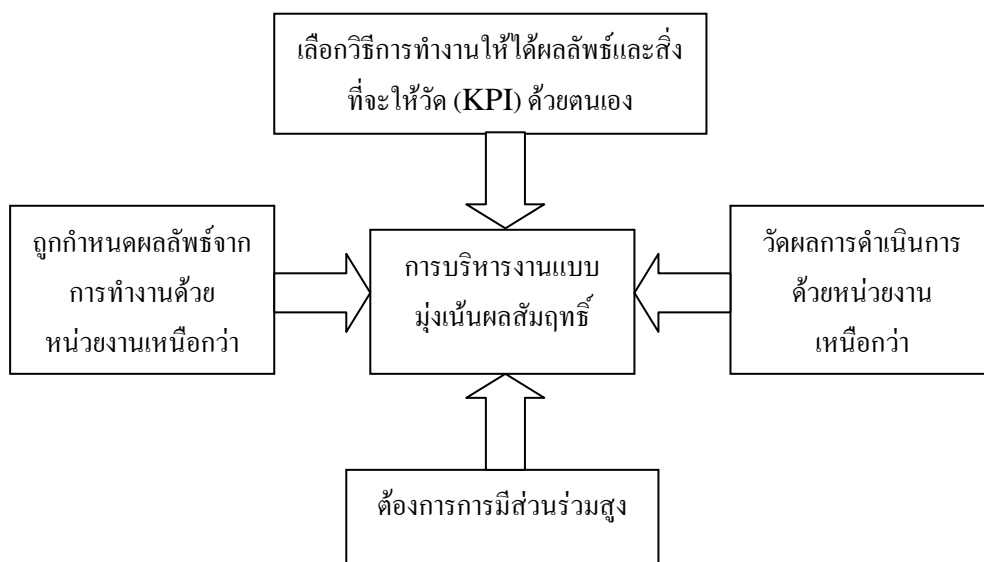 เลือกวิธีการทำงานให้ได้ผลลัพธ์และสิ่ง
ที่จะให้วัด (KPI) ด้วยตนเอง
ถูกกำหนดผลลัพธ์จาก
การทำงานด้วย
หน่วยงานเหนือกว่า
การบริหารงานแบบ
มุ่งเน้นผลสัมฤทธิ์
วัดผลการดำเนินการ
ด้วยหน่วยงาน
เหนือกว่า
ต้องการการมีส่วนร่วมสูง